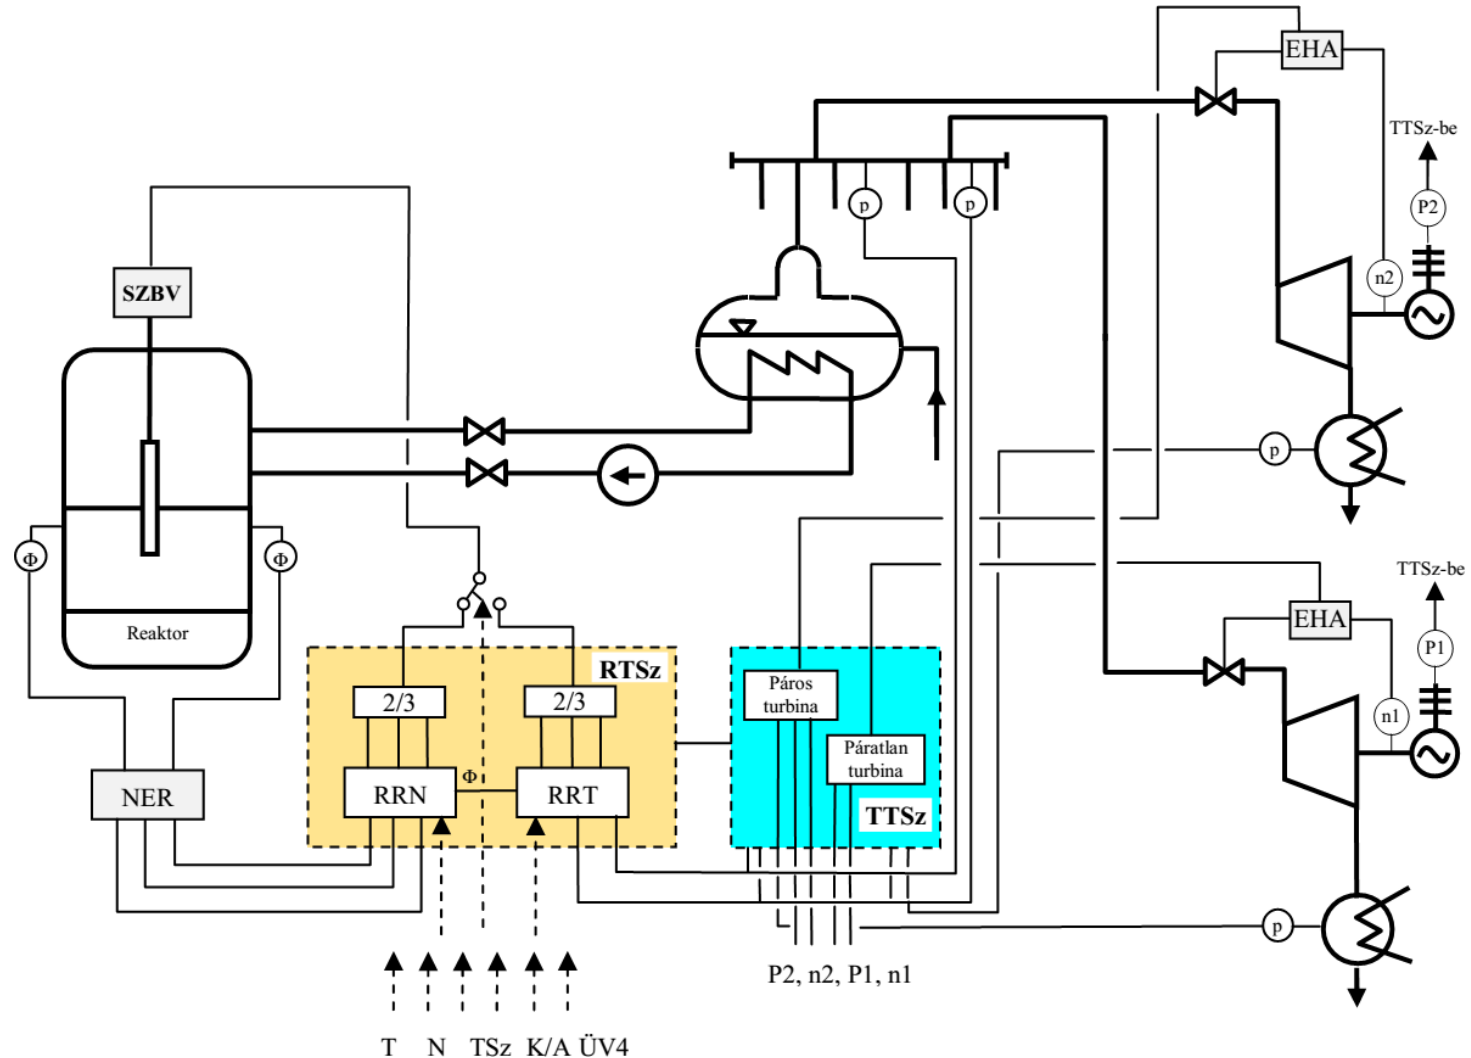 EHA
TTSz-be
P2
p
p
n2
SZBV
p
Φ
Φ
TTSz-be
EHA
P1
Reaktor
RTSz
n1
Páros
turbina
2/3
2/3
Páratlan
turbina
Φ
NER
RRN
RRT
TTSz
p
P2, n2, P1, n1
T N TSz K/A ÜV4